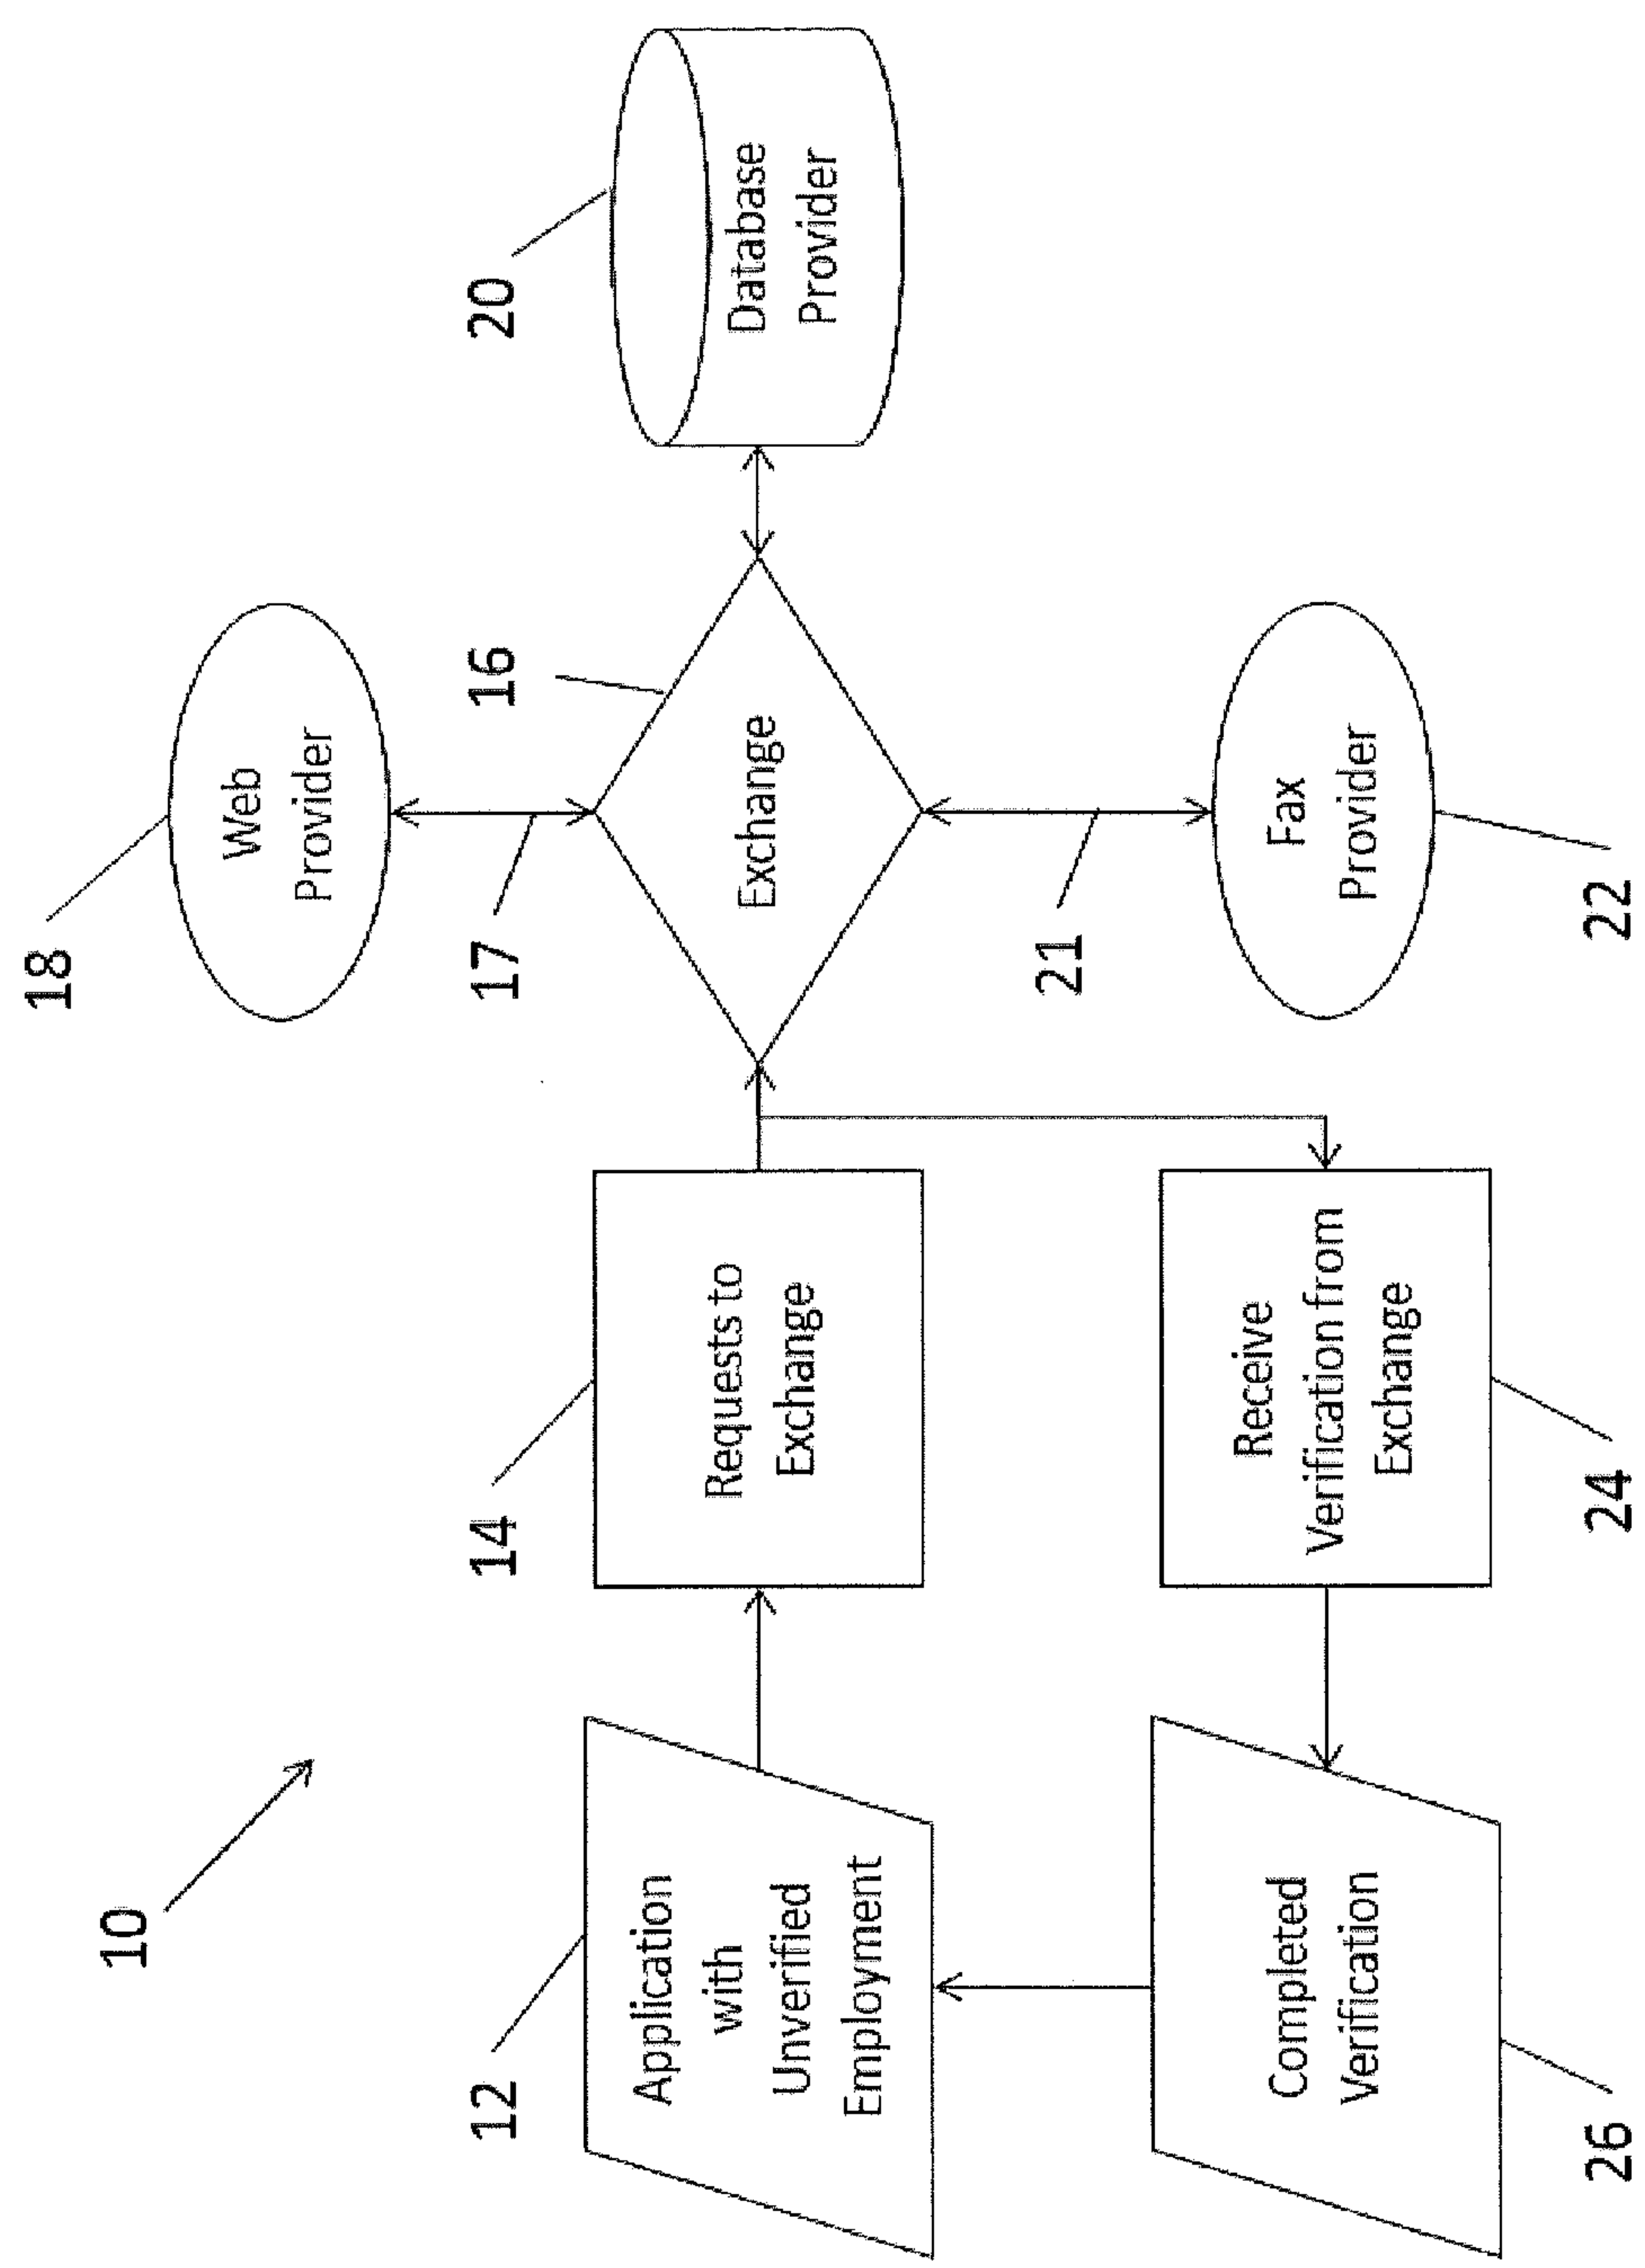 10
12
Application
with
Unverified
Employment
14
Requests to
Exchange
16
Exchange
17
18
Web
Provider
20
Database
Provider
21
22
Fax
Provider
24
Receive
Verification from
Exchange
26
Completed
Verification